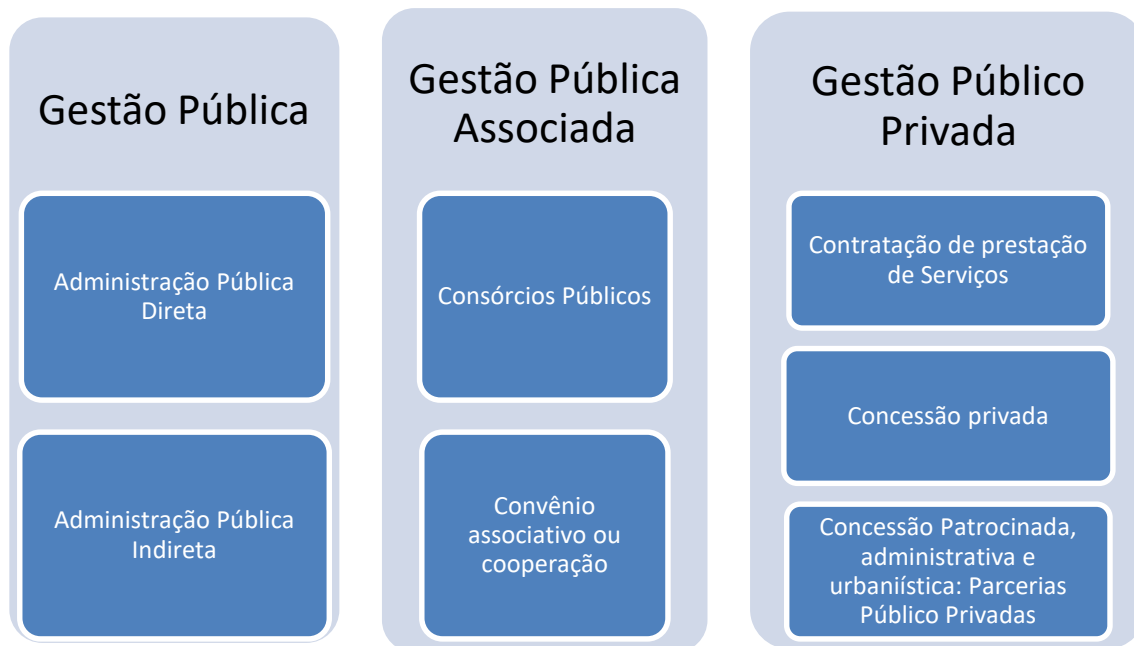 Gestão Pública
Administração Pública
Direta
Administração Pública
Indireta
Gestão Pública
Associada
Consórcios Públicos
Convênio
associativo ou
cooperação
Gestão Público
Privada
Contratação de prestação
de Serviços
Concessão privada
Concessão Patrocinada,
administrativa e
urbaniística: Parcerias
Público Privadas